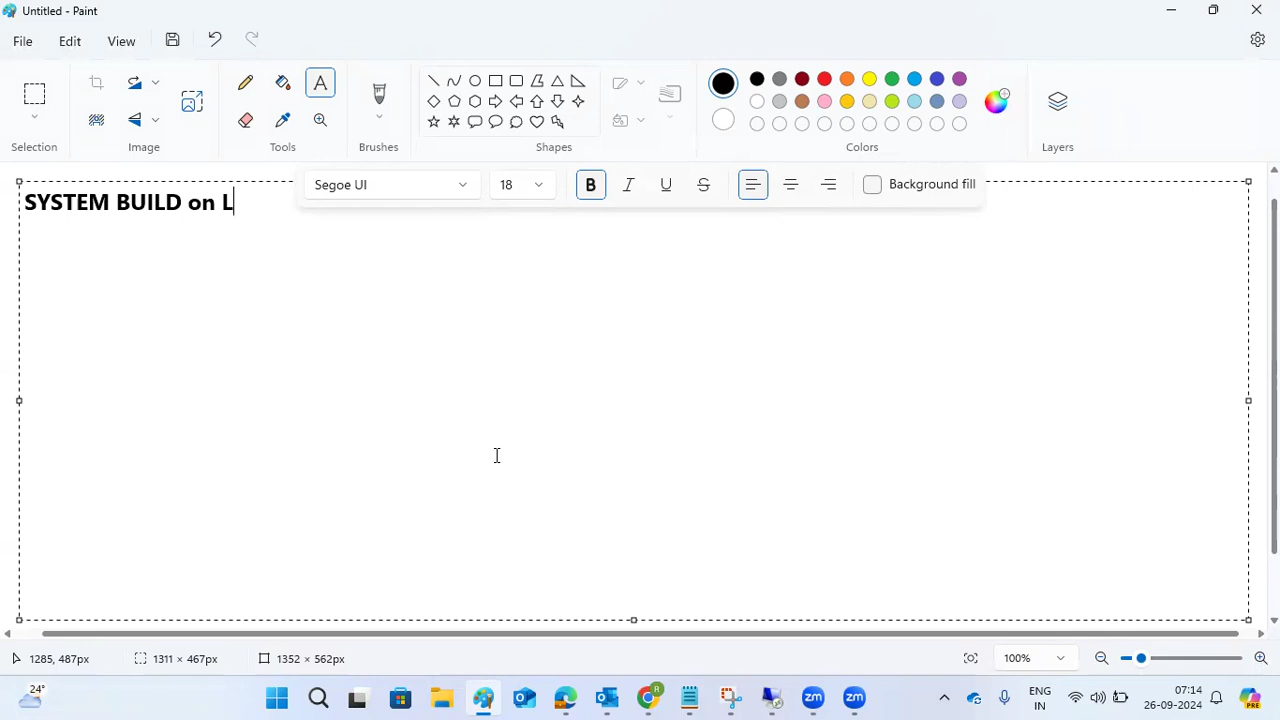 Untitled - Paint
File Edit View
Selection Image Tools Brushes Shapes Colors Layers
Segoe UI 18 B I U S Background fill
SYSTEM BUILD on L
1285, 487px 1311 × 467px 1352 × 562px 100%
24°
ENG
IN
07:14
26-09-2024